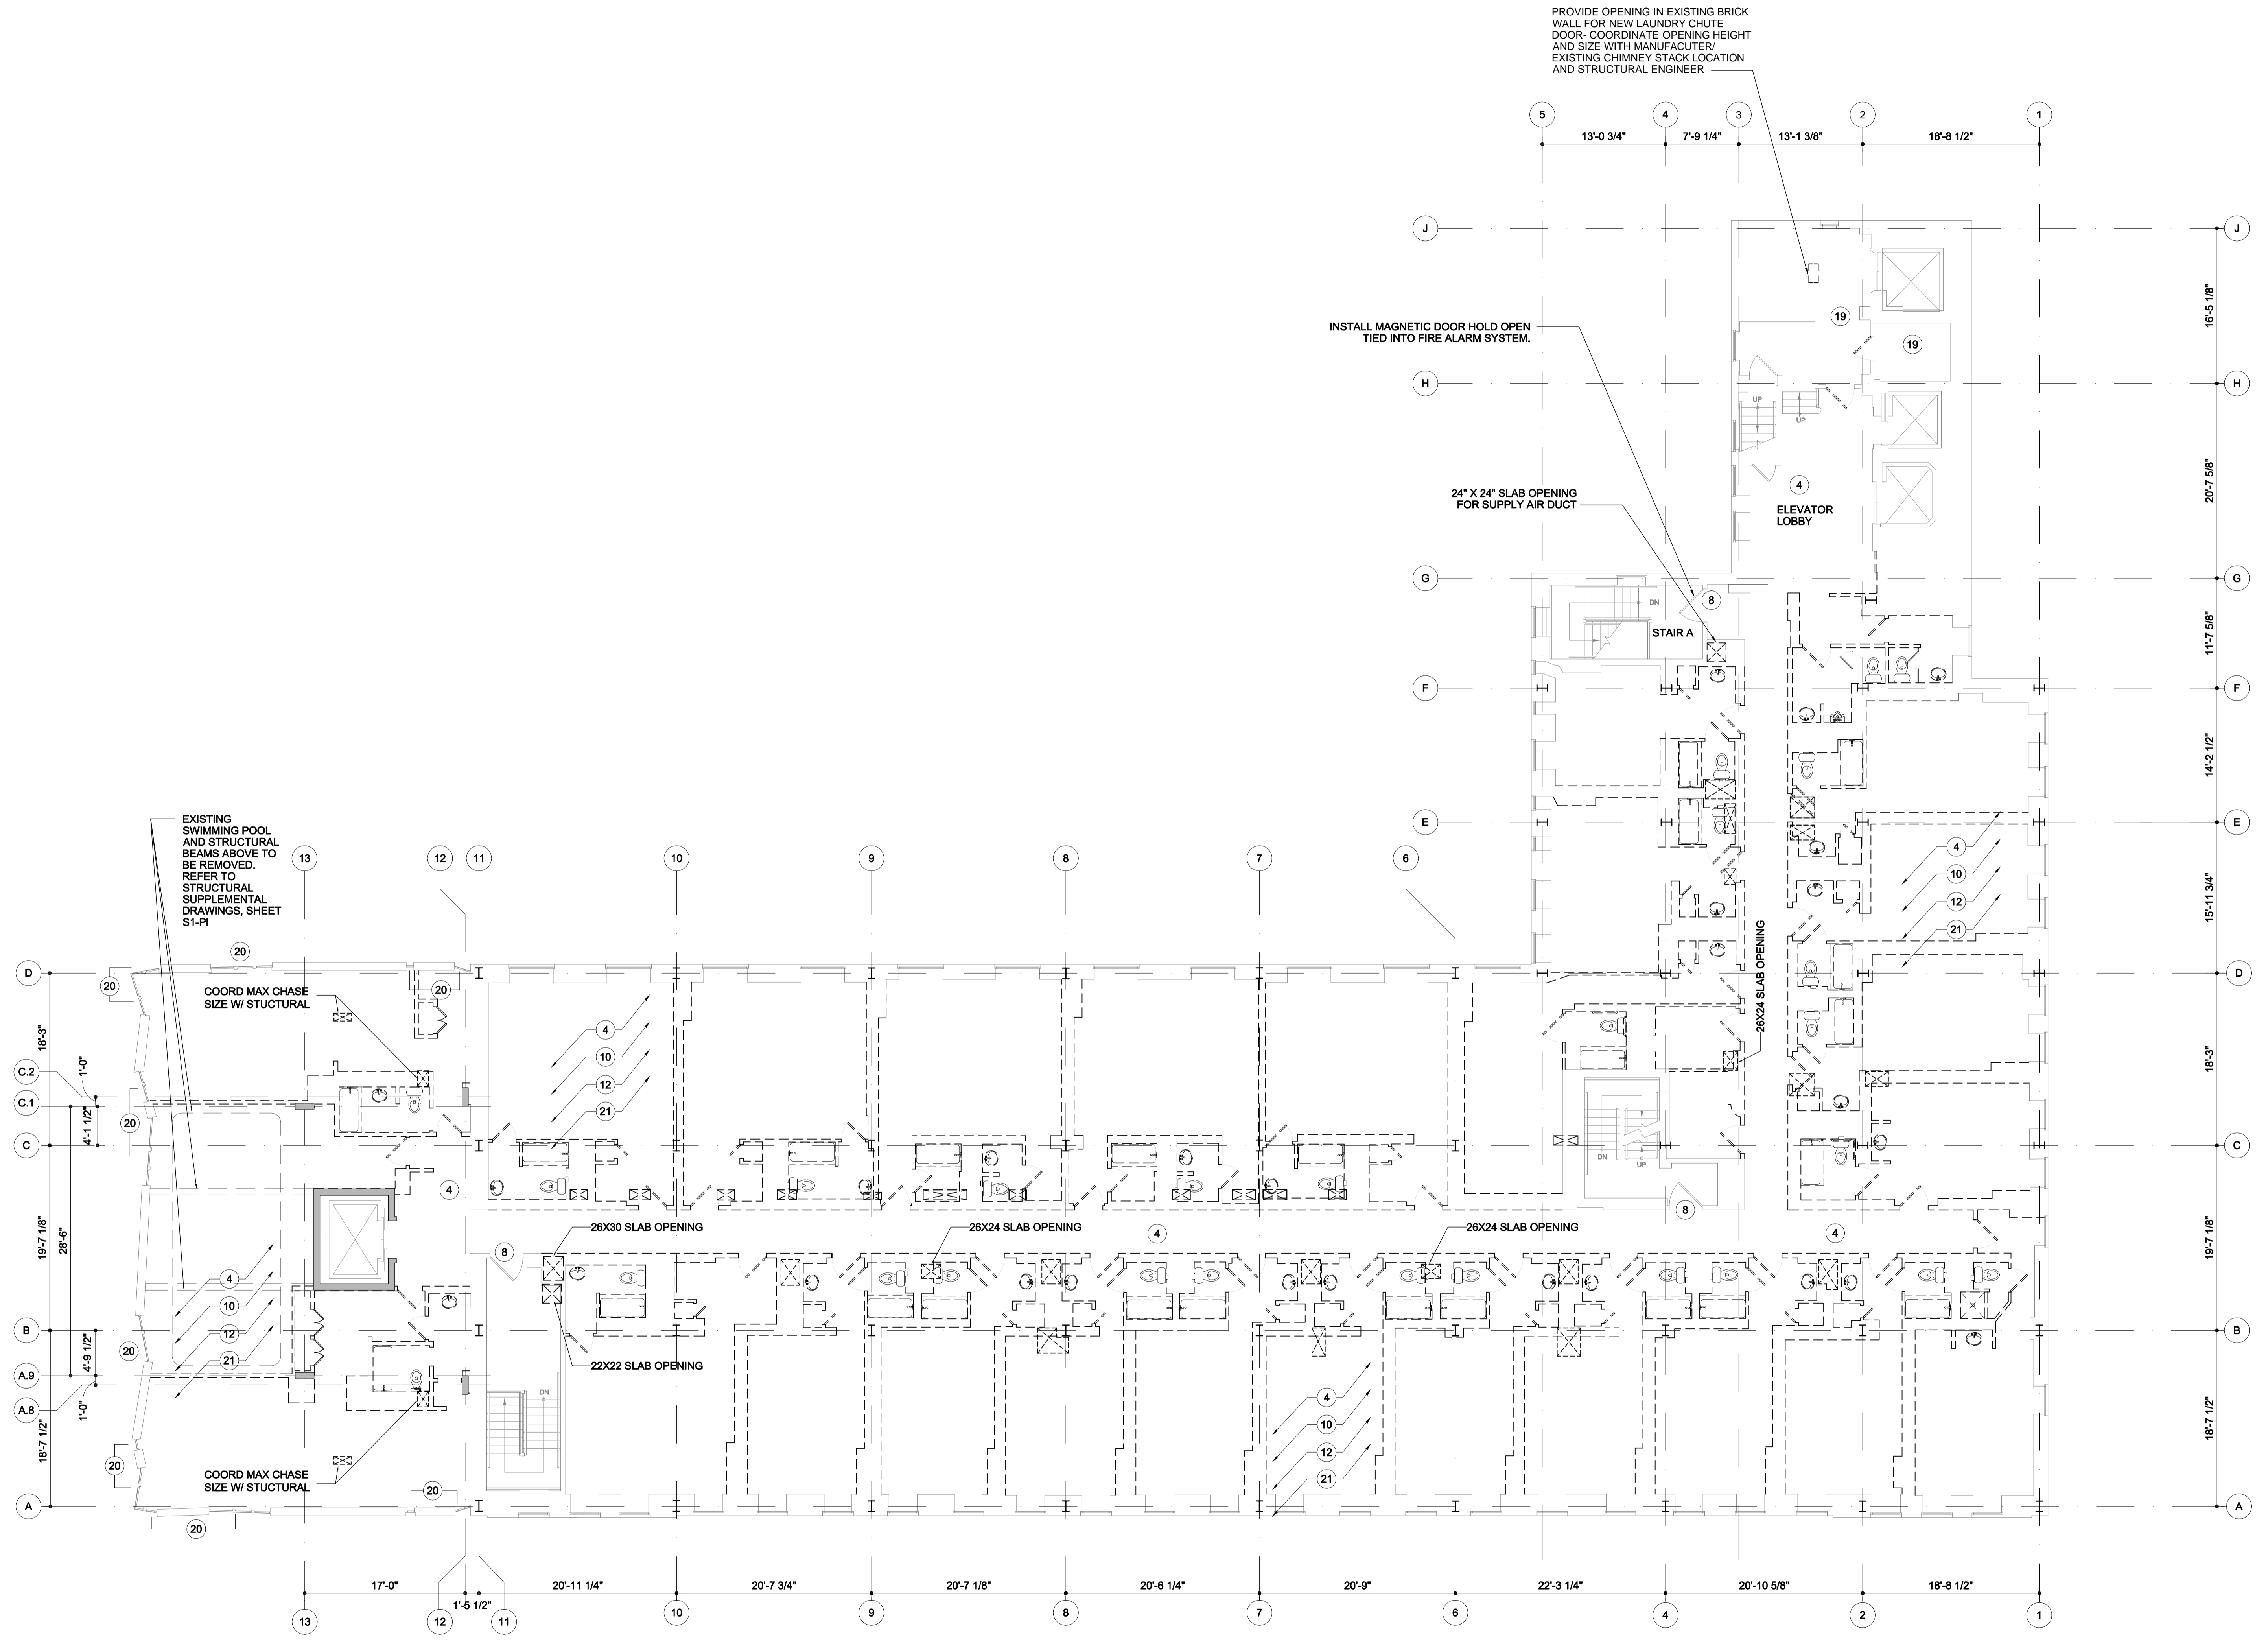 PROVIDE OPENING IN EXISTING BRICK
WALL FOR NEW LAUNDRY CHUTE
DOOR- COORDINATE OPENING HEIGHT
AND SIZE WITH MANUFACUTER/
EXISTING CHIMNEY STACK LOCATION
AND STRUCTURAL ENGINEER
5 4 3 2 1
13'-0 3/4" 7'-9 1/4" 13'-1 3/8" 18'-8 1/2"
J J
16'-5 1/8"
19
INSTALL MAGNETIC DOOR HOLD OPEN
TIED INTO FIRE ALARM SYSTEM.
19
H H
UP
UP
20'-7 5/8"
4
24" X 24" SLAB OPENING
FOR SUPPLY AIR DUCT
ELEVATOR
LOBBY
G G
DN
8
STAIR A
11'-7 5/8"
F F
14'-2 1/2"
E E
EXISTING
SWIMMING POOL
AND STRUCTURAL
BEAMS ABOVE TO
BE REMOVED.
REFER TO
STRUCTURAL
SUPPLEMENTAL
DRAWINGS, SHEET
S1-PI
13 12 11 10 9 8 7 6
4
10
12
21
15'-11 3/4"
26X24 SLAB OPENING
20
D D
20
20
COORD MAX CHASE
SIZE W/ STUCTURAL
18'-3"
4
10
12
21
18'-3"
C.2
1'-0"
C.1
20
4'-1 1/2"
C C
DN
UP
4
8
19'-7 1/8"
28'-6"
26X30 SLAB OPENING
26X24 SLAB OPENING
4
26X24 SLAB OPENING
4
8
19'-7 1/8"
4
10
12
21
B B
20
4'-9 1/2"
22X22 SLAB OPENING
A.9
A.8
1'-0"
DN
4
10
12
21
18'-7 1/2"
18'-7 1/2"
20
COORD MAX CHASE
SIZE W/ STUCTURAL
20
A A
20
17'-0" 1'-5 1/2" 20'-11 1/4" 20'-7 3/4" 20'-7 1/8" 20'-6 1/4" 20'-9" 22'-3 1/4" 20'-10 5/8" 18'-8 1/2"
13 12 11 10 9 8 7 6 4 2 1